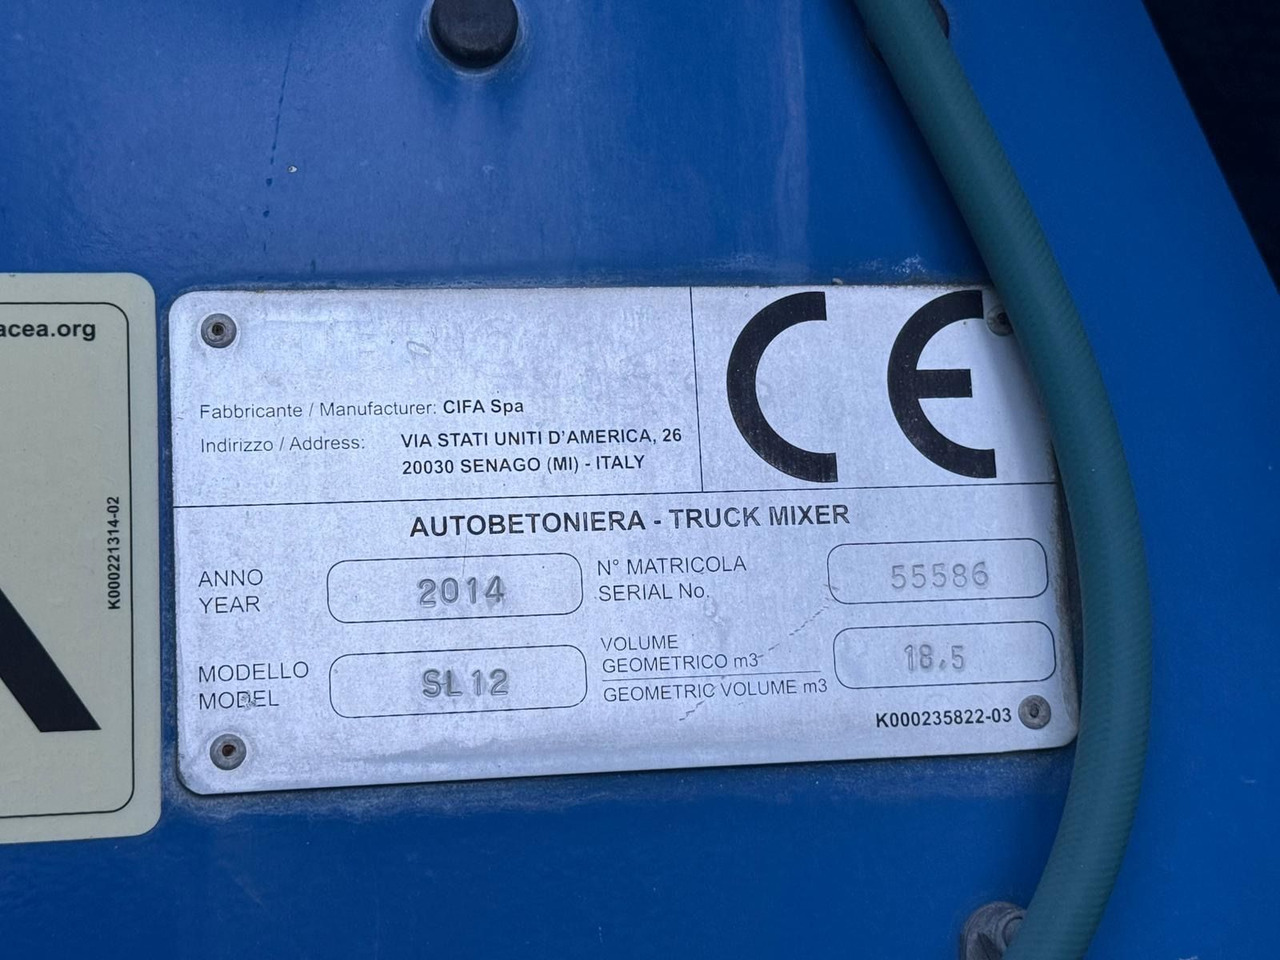 acea.org
K000221314-02
CE
Fabbricante / Manufacturer: CIFA Spa
Indirizzo / Address: VIA STATI UNITI D'AMERICA, 26
20030 SENAGO (MI) - ITALY
AUTOBETONIERA - TRUCK MIXER
ANNO
YEAR
2014
N° MATRICOLA
SERIAL No.
55586
MODELLO
MODEL
SL12
VOLUME
GEOMETRICO m3
GEOMETRIC VOLUME m3
18.5
K000235822-03